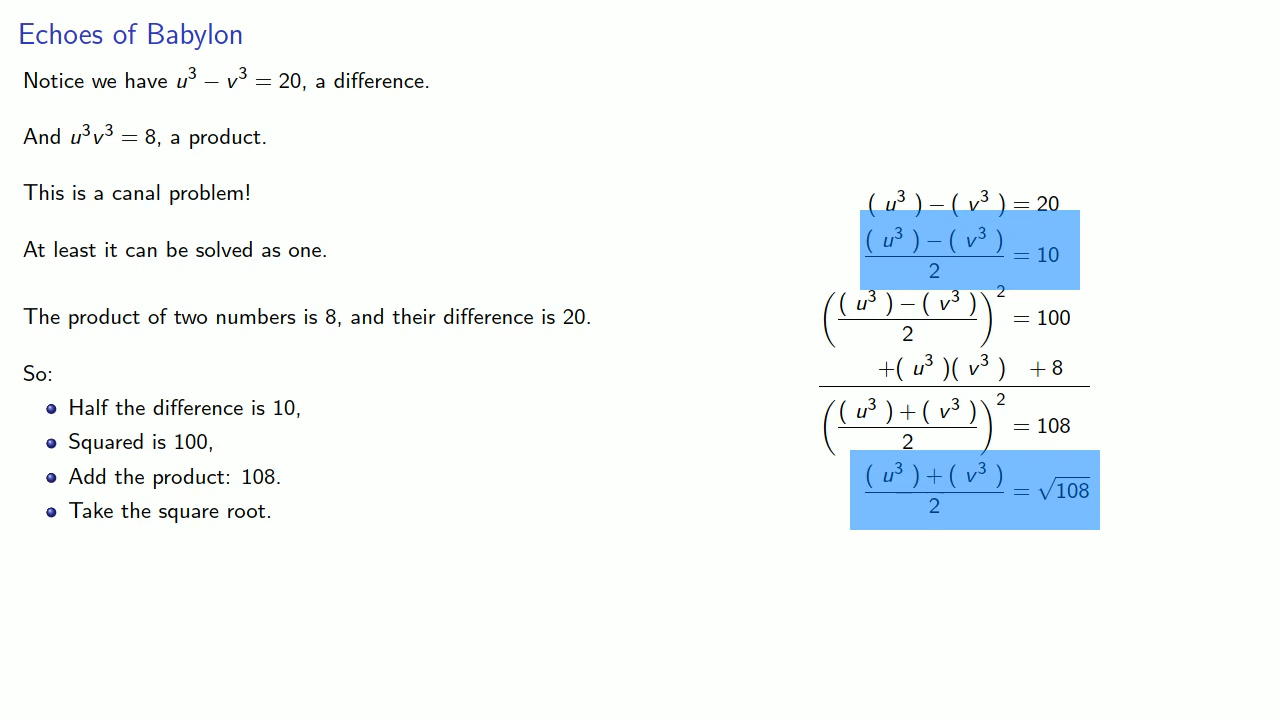 Echoes of Babylon
Notice we have u³ − v³ = 20, a difference.
And u³v³ = 8, a product.
This is a canal problem!
At least it can be solved as one.
The product of two numbers is 8, and their difference is 20.
So:
Half the difference is 10,
Squared is 100,
Add the product: 108.
Take the square root.
( u³ ) − ( v³ ) = 20
(( u³ ) − ( v³ ))/2 = 10
((( u³ ) − ( v³ ))/2)² = 100
+( u³ )( v³ ) + 8
((( u³ ) + ( v³ ))/2)² = 108
(( u³ ) + ( v³ ))/2 = √108